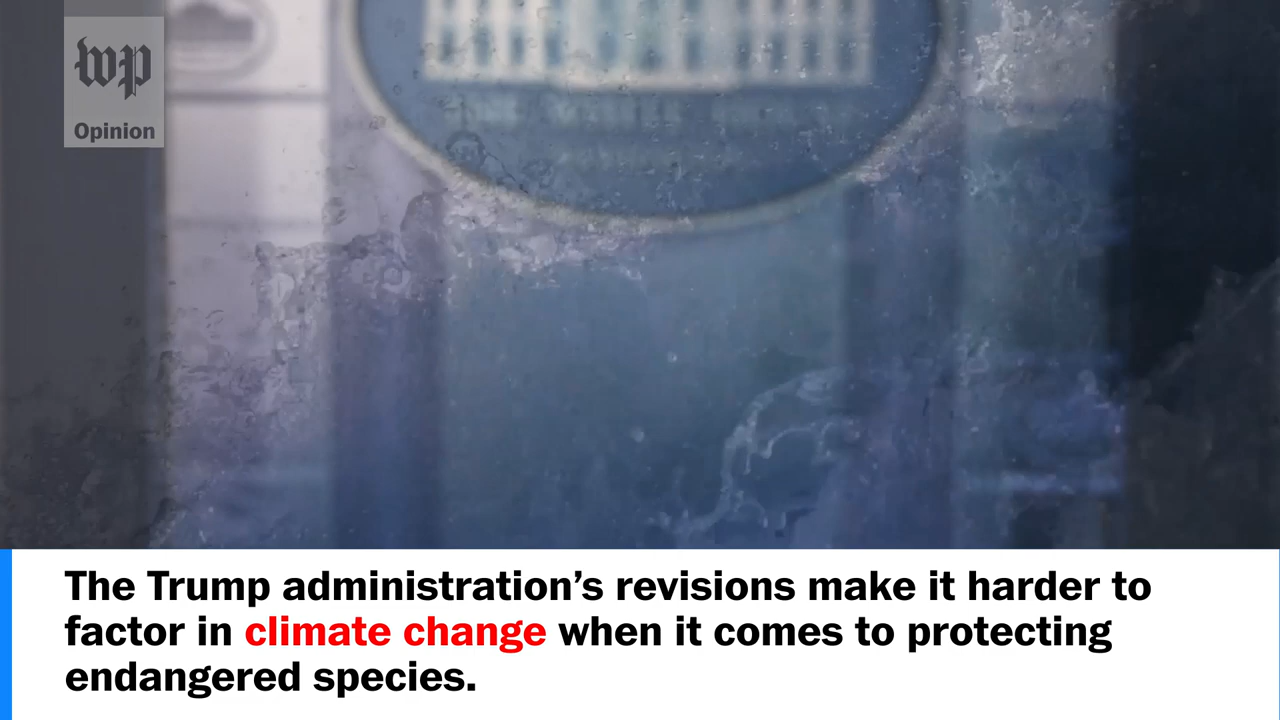 wp
Opinion
The Trump administration’s revisions make it harder to
factor in climate change when it comes to protecting
endangered species.